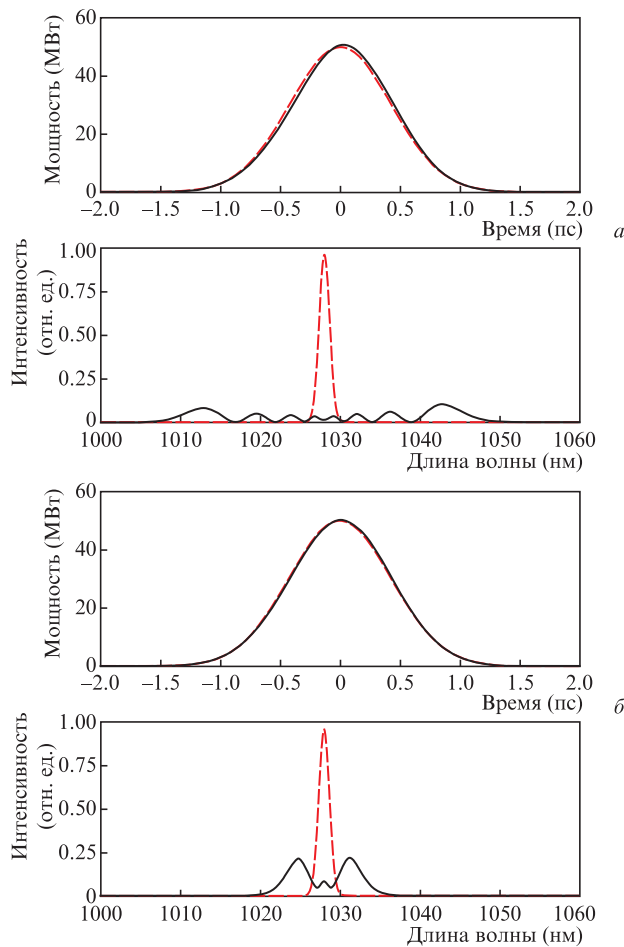 60
40
20
0
Мощность (МВт)
–2.0 –1.5 –1.0 –0.5 0 0.5 1.0 1.5 2.0
Время (пс)
а
1.00
0.75
0.50
0.25
0
Интенсивность
(отн. ед.)
1000 1010 1020 1030 1040 1050 1060
Длина волны (нм)
60
40
20
0
Мощность (МВт)
–2.0 –1.5 –1.0 –0.5 0 0.5 1.0 1.5 2.0
Время (пс)
б
1.00
0.75
0.50
0.25
0
Интенсивность
(отн. ед.)
1000 1010 1020 1030 1040 1050 1060
Длина волны (нм)